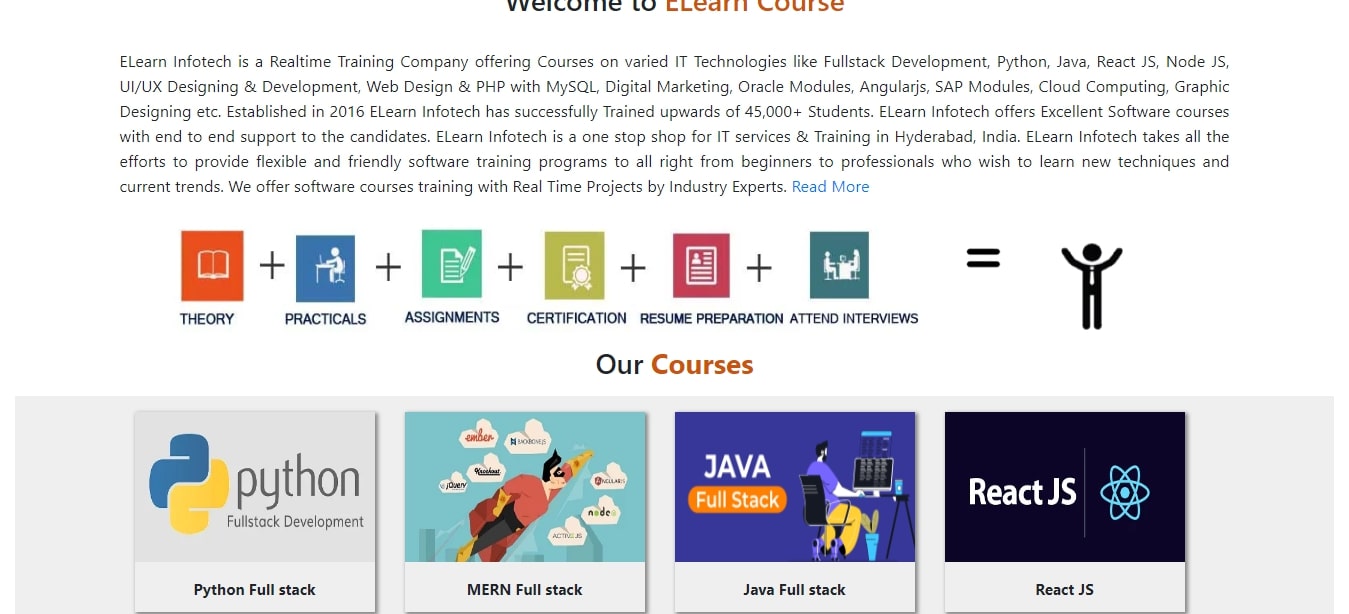 Welcome to ELearn Course
ELearn Infotech is a Realtime Training Company offering Courses on varied IT Technologies like Fullstack Development, Python, Java, React JS, Node JS,
UI/UX Designing & Development, Web Design & PHP with MySQL, Digital Marketing, Oracle Modules, Angularjs, SAP Modules, Cloud Computing, Graphic
Designing etc. Established in 2016 ELearn Infotech has successfully Trained upwards of 45,000+ Students. ELearn Infotech offers Excellent Software courses
with end to end support to the candidates. ELearn Infotech is a one stop shop for IT services & Training in Hyderabad, India. ELearn Infotech takes all the
efforts to provide flexible and friendly software training programs to all right from beginners to professionals who wish to learn new techniques and
current trends. We offer software courses training with Real Time Projects by Industry Experts. Read More
+ + + + + =
THEORY PRACTICALS ASSIGNMENTS CERTIFICATION RESUME PREPARATION ATTEND INTERVIEWS
Our Courses
python
Fullstack Development
Python Full stack
ember
BACKBONE.JS
Knockout
jQuery
ANGULARJS
node
ACTIVE JS
MERN Full stack
JAVA
Full Stack
Java Full stack
React JS
React JS